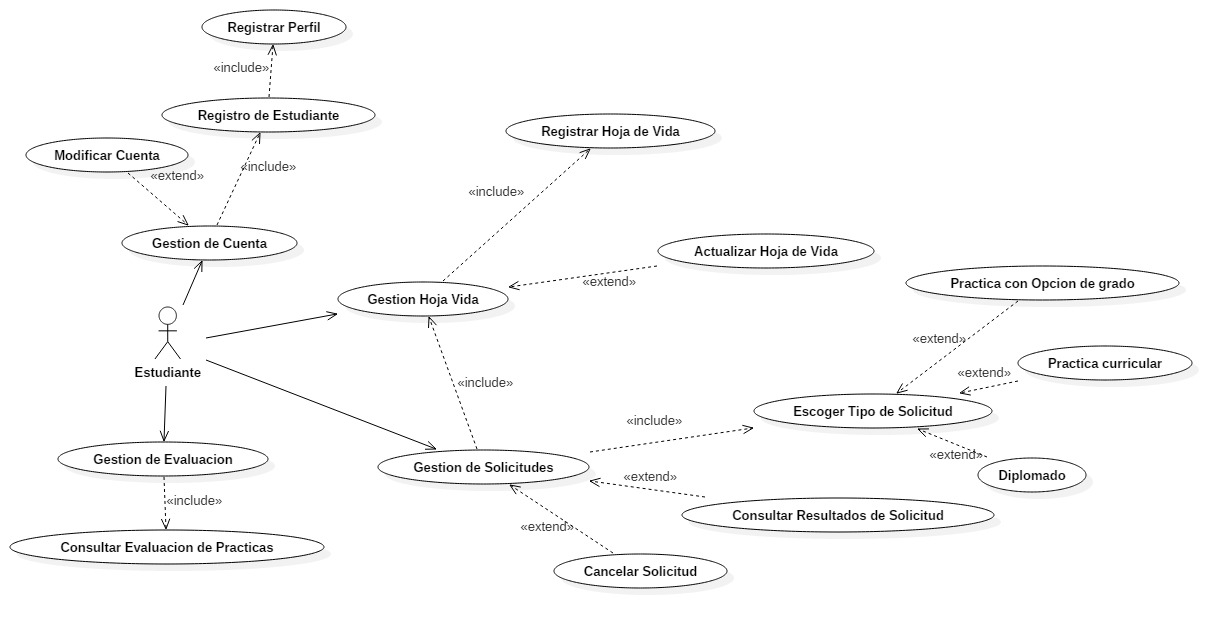 Registrar Perfil
«include»
Registro de Estudiante
Modificar Cuenta
«extend»
«include»
Gestion de Cuenta
Registrar Hoja de Vida
«include»
Actualizar Hoja de Vida
«extend»
Gestion Hoja Vida
Practica con Opcion de grado
«extend»
Practica curricular
«extend»
Estudiante
«include»
Escoger Tipo de Solicitud
«include»
«extend»
Diplomado
Gestion de Evaluacion
Gestion de Solicitudes
«extend»
«include»
Consultar Resultados de Solicitud
«extend»
Consultar Evaluacion de Practicas
Cancelar Solicitud